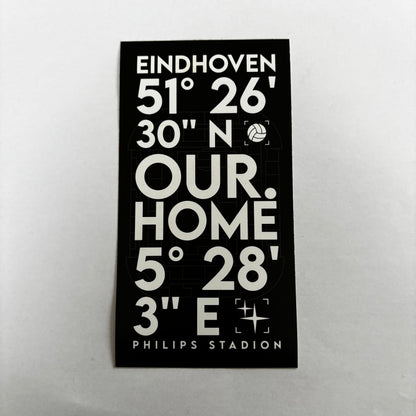 EINDHOVEN
51° 26'
30" N
OUR.
HOME
5° 28'
3" E
PHILIPS STADION